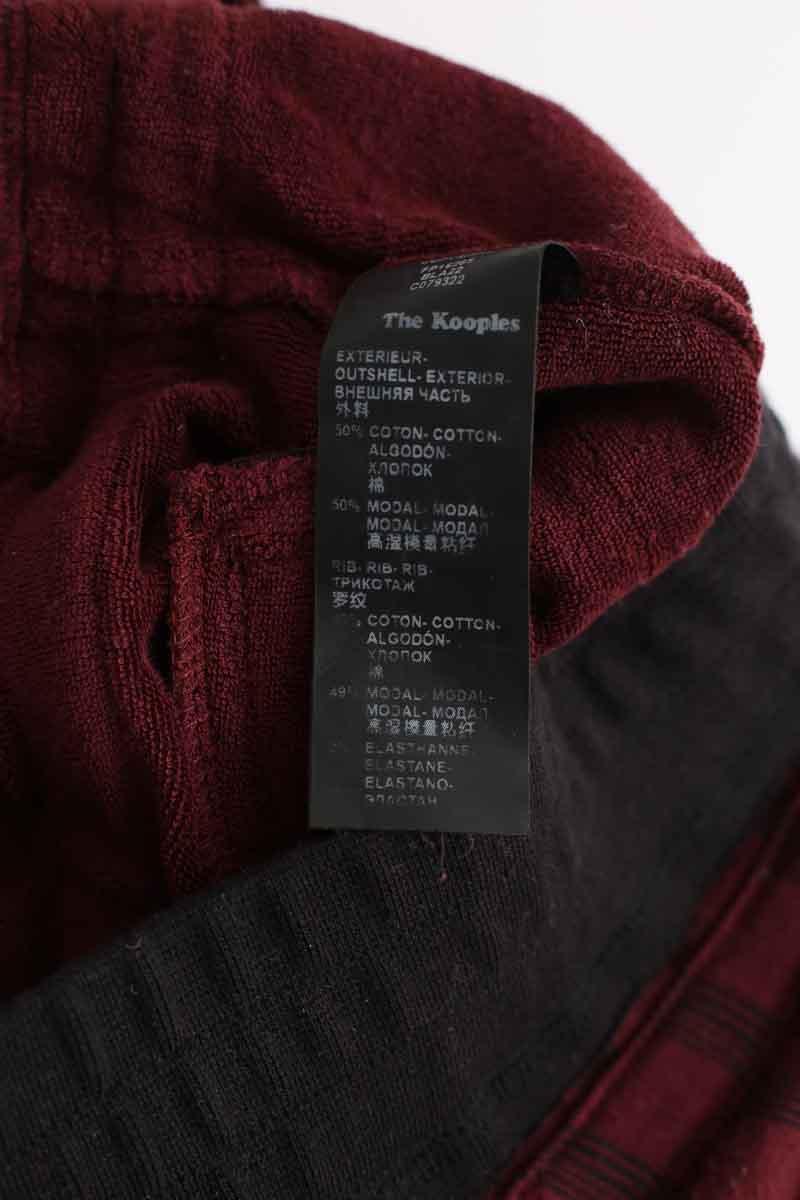 BLA22
C079322
The Kooples
EXTERIEUR-
OUTSHELL- EXTERIOR-
ВНЕШНЯЯ ЧАСТЬ
外料
50% COTON- COTTON-
ALGODÓN-
ХЛОПОК
棉
50% MODAL- MODAL-
MODAL- МОДАЛ
高湿模量粘纤
RIB- RIB- RIB-
ТРИКОТАЖ
罗纹
COTON- COTTON-
ALGODÓN-
ХЛОПОК
棉
49% MODAL- MODAL-
MODAL- МОДАЛ
高湿模量粘纤
ELASTHANNE-
ELASTANE-
ELASTANO-
ЭЛАСТАН